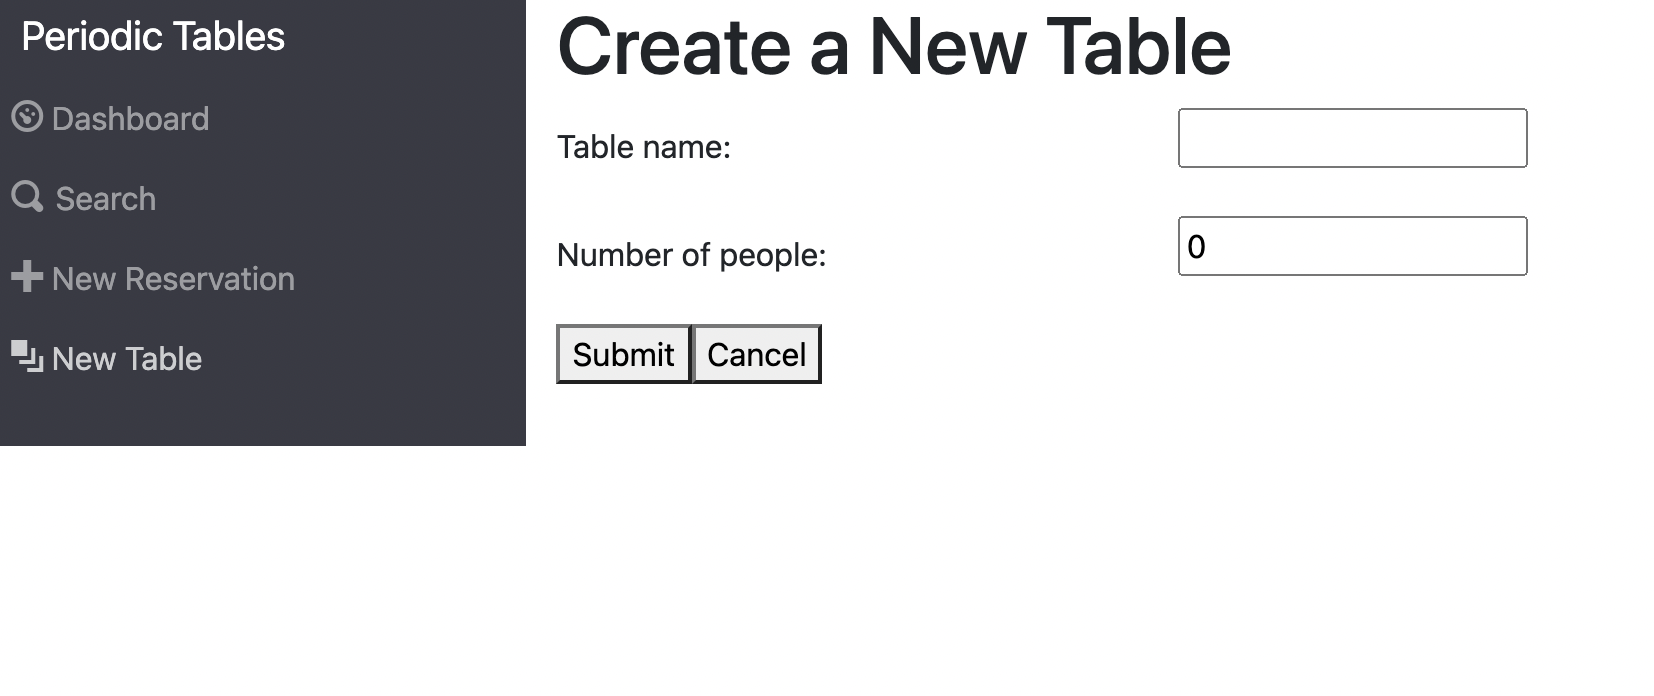 Periodic Tables
Dashboard
Search
New Reservation
New Table
Create a New Table
Table name:
Number of people:
0
Submit
Cancel